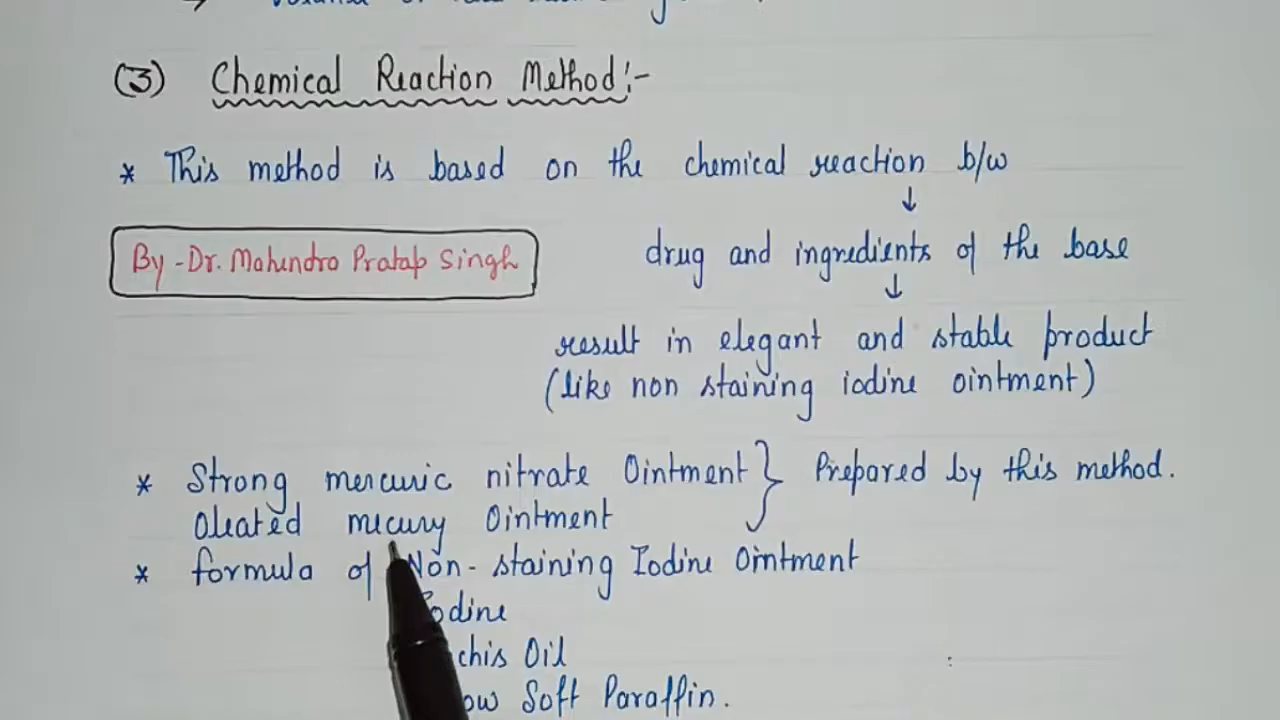 (3) Chemical Reaction Method:-
* This method is based on the chemical reaction b/w
↓
By -Dr. Mahendra Pratap Singh
drug and ingredients of the base
↓
result in elegant and stable product
(like non staining iodine ointment)
* Strong mercuric nitrate Ointment } Prepared by this method.
Oleated mecury Ointment
* formula of Non- staining Iodine Ointment
Iodine
chis Oil
ow Soft Paraffin.